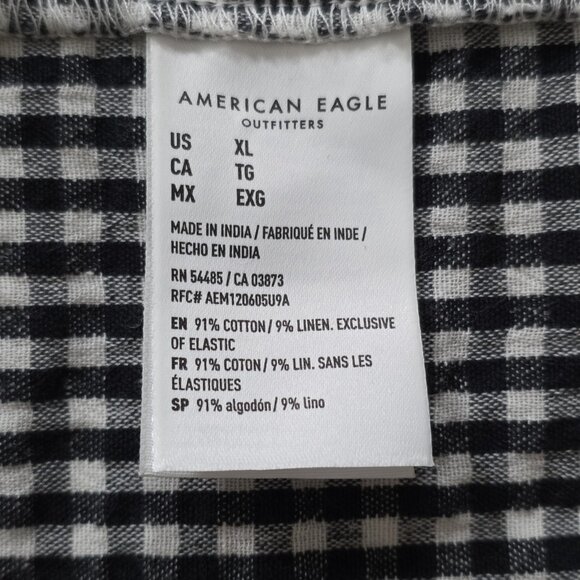 AMERICAN EAGLE
OUTFITTERS
US XL
CA TG
MX EXG
MADE IN INDIA / FABRIQUÉ EN INDE /
HECHO EN INDIA
RN 54485 / CA 03873
RFC# AEM120605U9A
EN 91% COTTON / 9% LINEN. EXCLUSIVE
OF ELASTIC
FR 91% COTON / 9% LIN. SANS LES
ÉLASTIQUES
SP 91% algodón / 9% lino